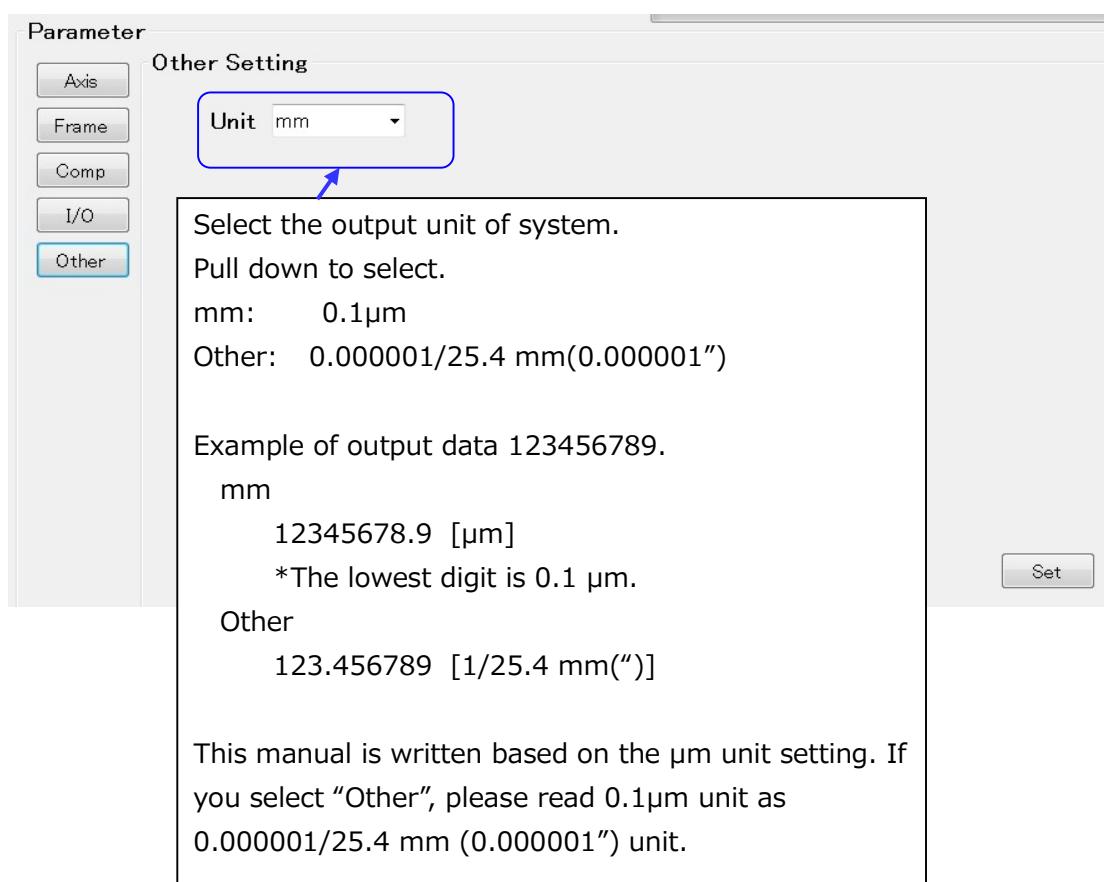 Parameter
Other Setting
Axis
Frame
Comp
I/O
Other
Unit mm
Select the output unit of system.
Pull down to select.
mm: 0.1μm
Other: 0.000001/25.4 mm(0.000001”)
Example of output data 123456789.
mm
12345678.9 [μm]
*The lowest digit is 0.1 μm.
Other
123.456789 [1/25.4 mm(“)]
This manual is written based on the μm unit setting. If
you select “Other”, please read 0.1μm unit as
0.000001/25.4 mm (0.000001”) unit.
Set